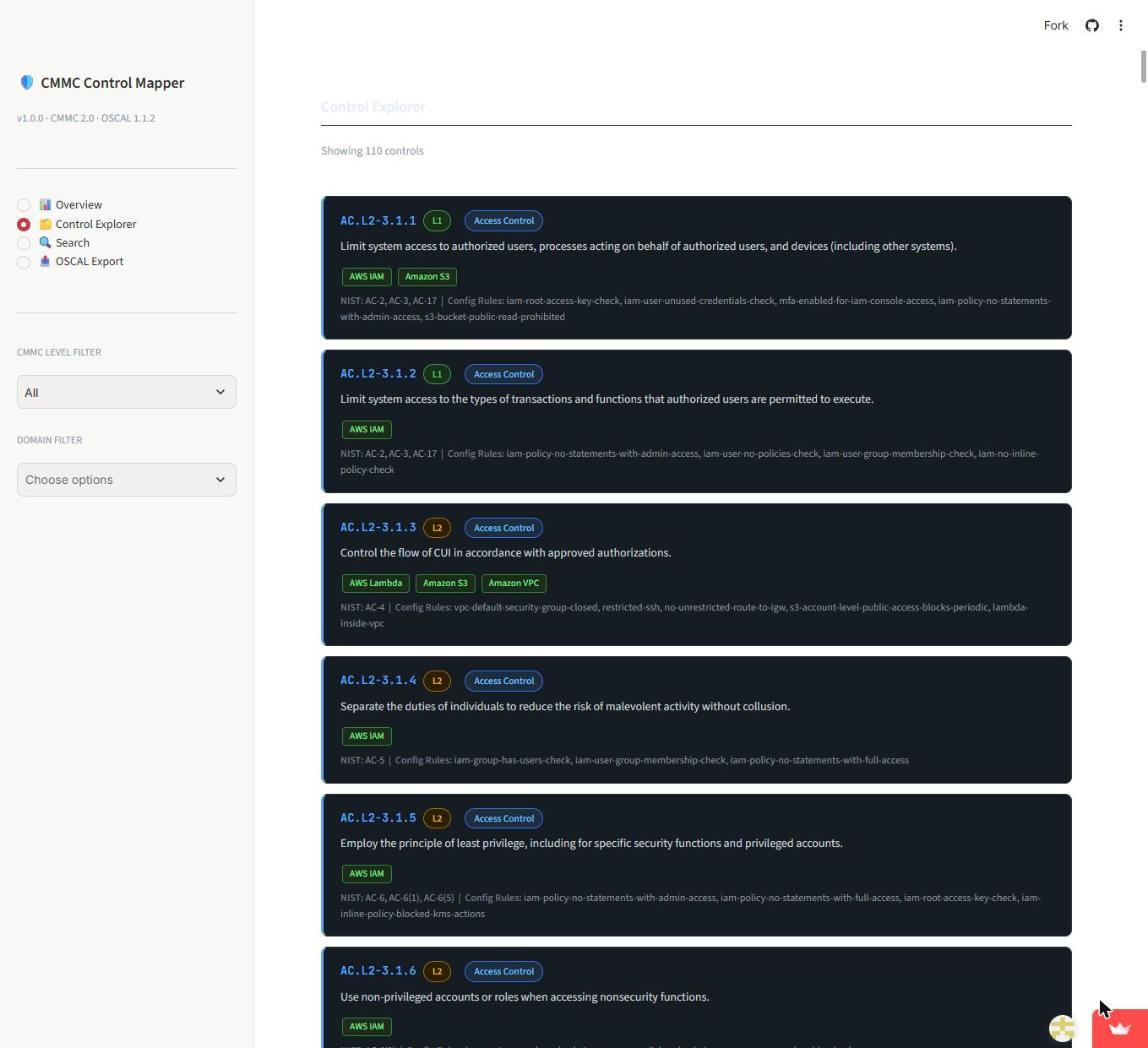 Fork
CMMC Control Mapper
v1.0.0 · CMMC 2.0 · OSCAL 1.1.2
Overview
Control Explorer
Search
OSCAL Export
CMMC LEVEL FILTER
All
DOMAIN FILTER
Choose options
Control Explorer
Showing 110 controls
AC.L2-3.1.1 L1 Access Control
Limit system access to authorized users, processes acting on behalf of authorized users, and devices (including other systems).
AWS IAM Amazon S3
NIST: AC-2, AC-3, AC-17 | Config Rules: iam-root-access-key-check, iam-user-unused-credentials-check, mfa-enabled-for-iam-console-access, iam-policy-no-statements-
with-admin-access, s3-bucket-public-read-prohibited
AC.L2-3.1.2 L1 Access Control
Limit system access to the types of transactions and functions that authorized users are permitted to execute.
AWS IAM
NIST: AC-2, AC-3, AC-17 | Config Rules: iam-policy-no-statements-with-admin-access, iam-user-no-policies-check, iam-user-group-membership-check, iam-no-inline-
policy-check
AC.L2-3.1.3 L2 Access Control
Control the flow of CUI in accordance with approved authorizations.
AWS Lambda Amazon S3 Amazon VPC
NIST: AC-4 | Config Rules: vpc-default-security-group-closed, restricted-ssh, no-unrestricted-route-to-igw, s3-account-level-public-access-blocks-periodic, lambda-
inside-vpc
AC.L2-3.1.4 L2 Access Control
Separate the duties of individuals to reduce the risk of malevolent activity without collusion.
AWS IAM
NIST: AC-5 | Config Rules: iam-group-has-users-check, iam-user-group-membership-check, iam-policy-no-statements-with-full-access
AC.L2-3.1.5 L2 Access Control
Employ the principle of least privilege, including for specific security functions and privileged accounts.
AWS IAM
NIST: AC-6, AC-6(1), AC-6(5) | Config Rules: iam-policy-no-statements-with-admin-access, iam-policy-no-statements-with-full-access, iam-root-access-key-check, iam-
inline-policy-blocked-kms-actions
AC.L2-3.1.6 L2 Access Control
Use non-privileged accounts or roles when accessing nonsecurity functions.
AWS IAM